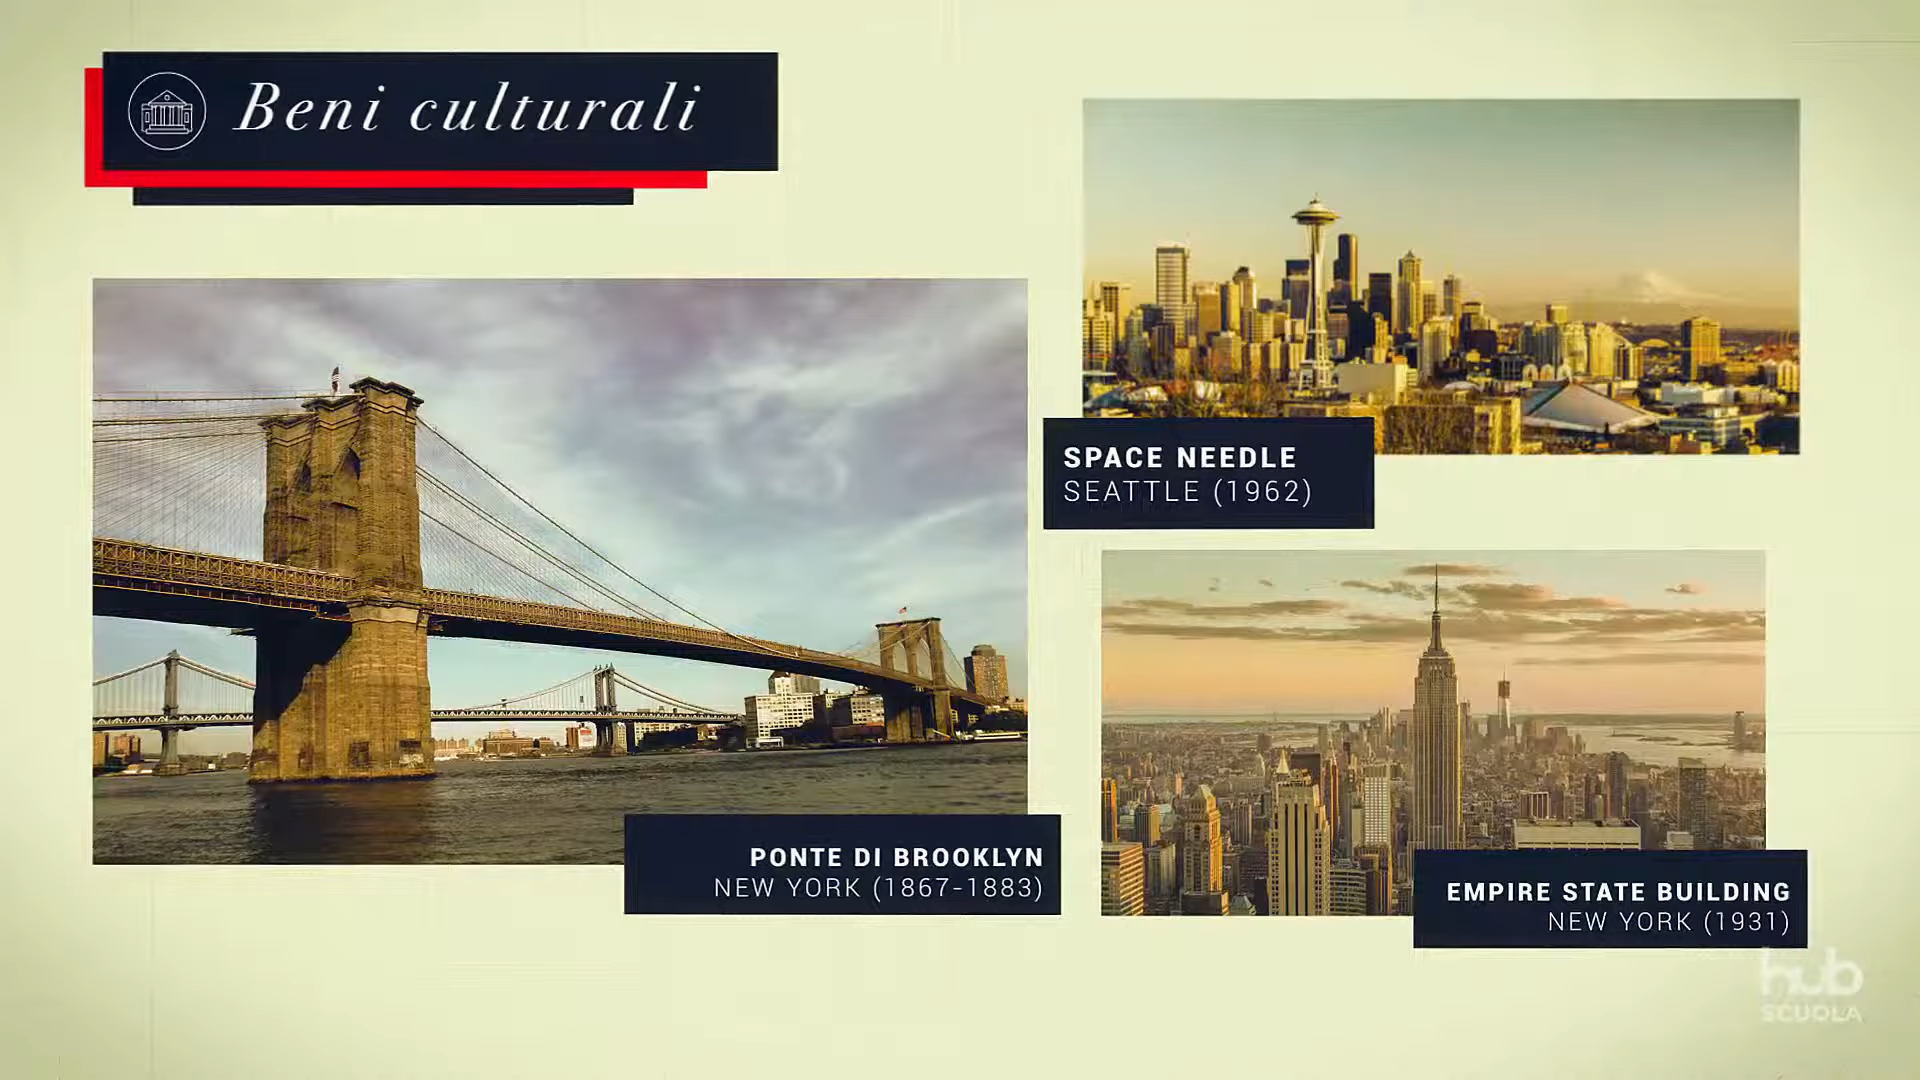 Beni culturali
SPACE NEEDLE
SEATTLE (1962)
PONTE DI BROOKLYN
NEW YORK (1867-1883)
EMPIRE STATE BUILDING
NEW YORK (1931)
hub
SCUOLA